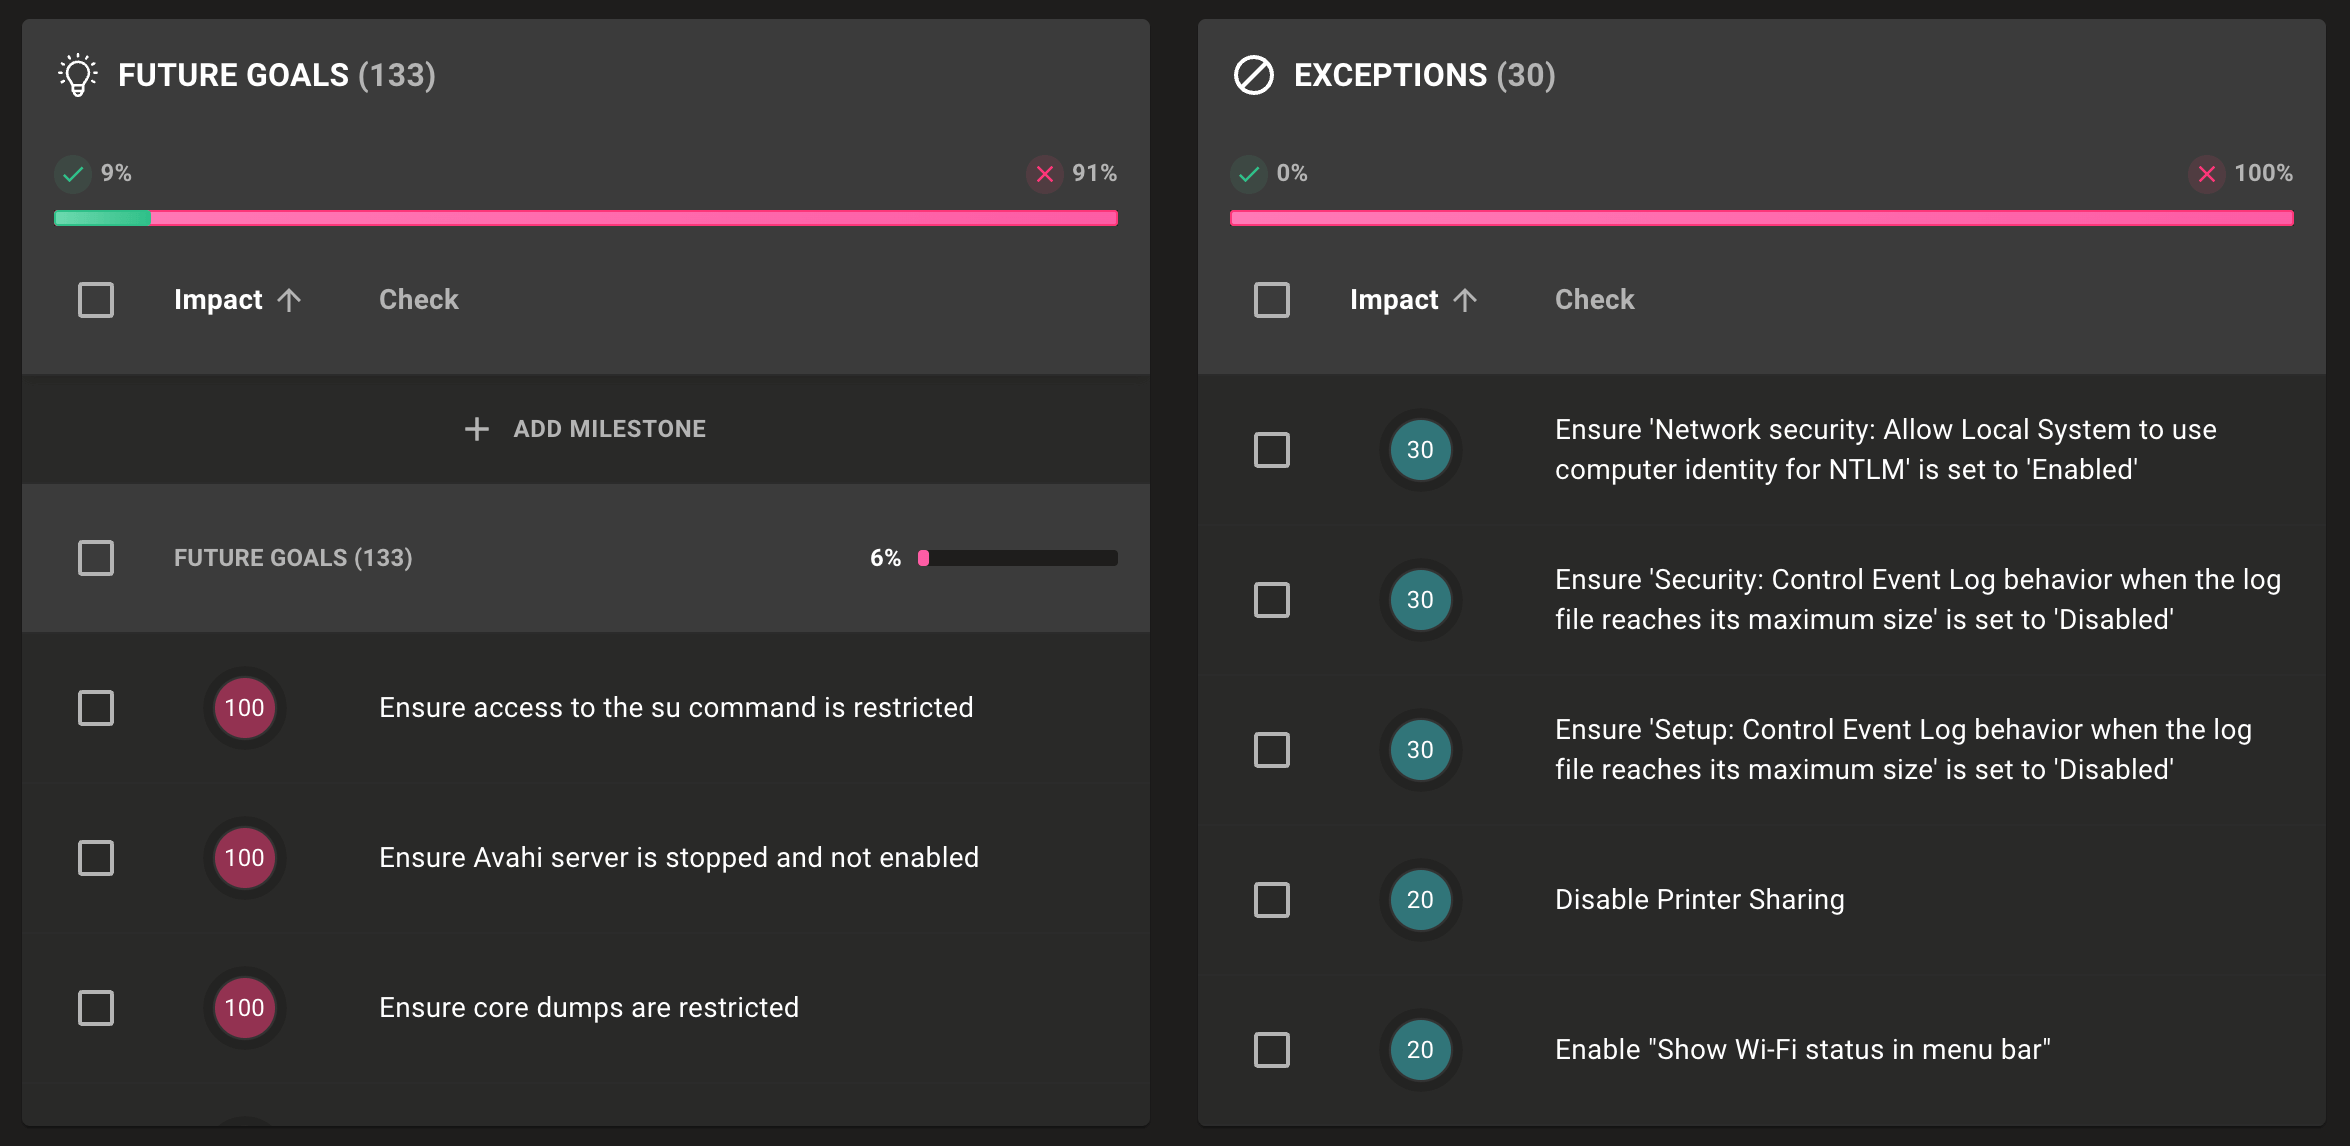 FUTURE GOALS (133)
9%
91%
Impact
Check
ADD MILESTONE
FUTURE GOALS (133)
6%
100
Ensure access to the su command is restricted
100
Ensure Avahi server is stopped and not enabled
100
Ensure core dumps are restricted
EXCEPTIONS (30)
0%
100%
Impact
Check
30
Ensure 'Network security: Allow Local System to use
computer identity for NTLM' is set to 'Enabled'
30
Ensure 'Security: Control Event Log behavior when the log
file reaches its maximum size' is set to 'Disabled'
30
Ensure 'Setup: Control Event Log behavior when the log
file reaches its maximum size' is set to 'Disabled'
20
Disable Printer Sharing
20
Enable "Show Wi-Fi status in menu bar"